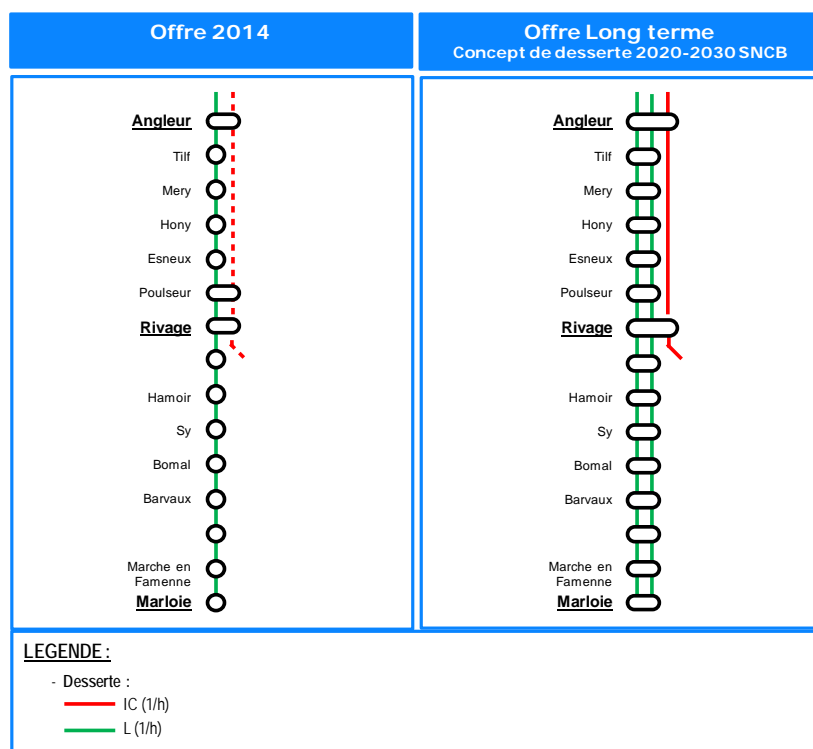 Offre 2014
Offre Long terme
Concept de desserte 2020-2030 SNCB
Angleur
Tilf
Mery
Hony
Esneux
Poulseur
Rivage
Hamoir
Sy
Bomal
Barvaux
Marche en
Famenne
Marloie
Angleur
Tilf
Mery
Hony
Esneux
Poulseur
Rivage
Hamoir
Sy
Bomal
Barvaux
Marche en
Famenne
Marloie
LEGENDE :
- Desserte :
IC (1/h)
L (1/h)